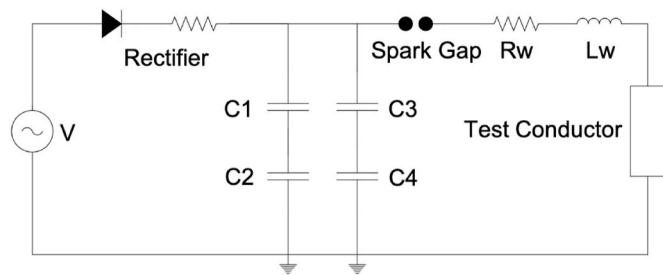 Rectifier
Spark Gap
Rw
Lw
V
C1
C3
Test Conductor
C2
C4